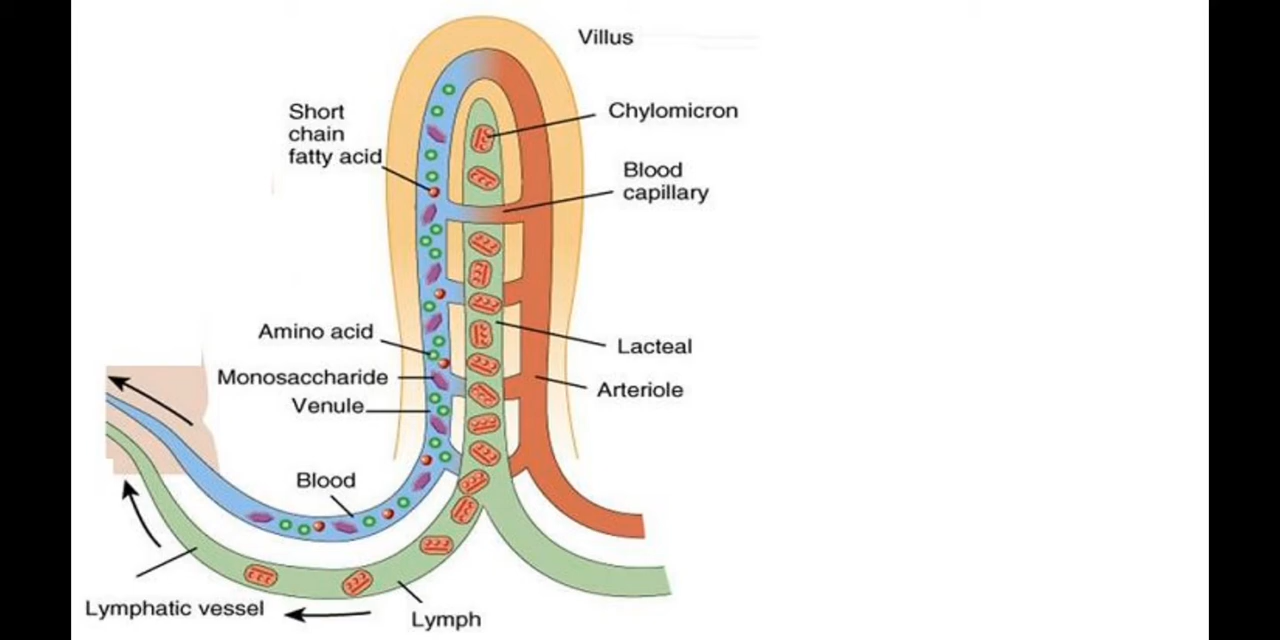 Villus
Short
chain
fatty acid
Chylomicron
Blood
capillary
Amino acid
Monosaccharide
Venule
Lacteal
Arteriole
Blood
Lymphatic vessel
Lymph